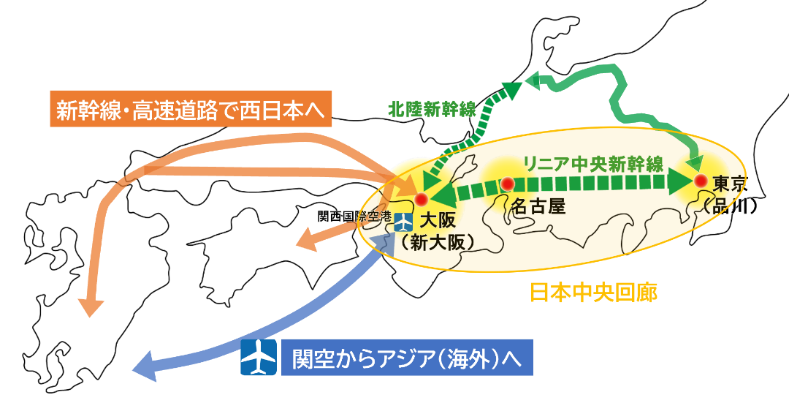 新幹線・高速道路で西日本へ
北陸新幹線
リニア中央新幹線
関西国際空港
大阪
（新大阪）
名古屋
東京
（品川）
日本中央回廊
関空からアジア（海外）へ